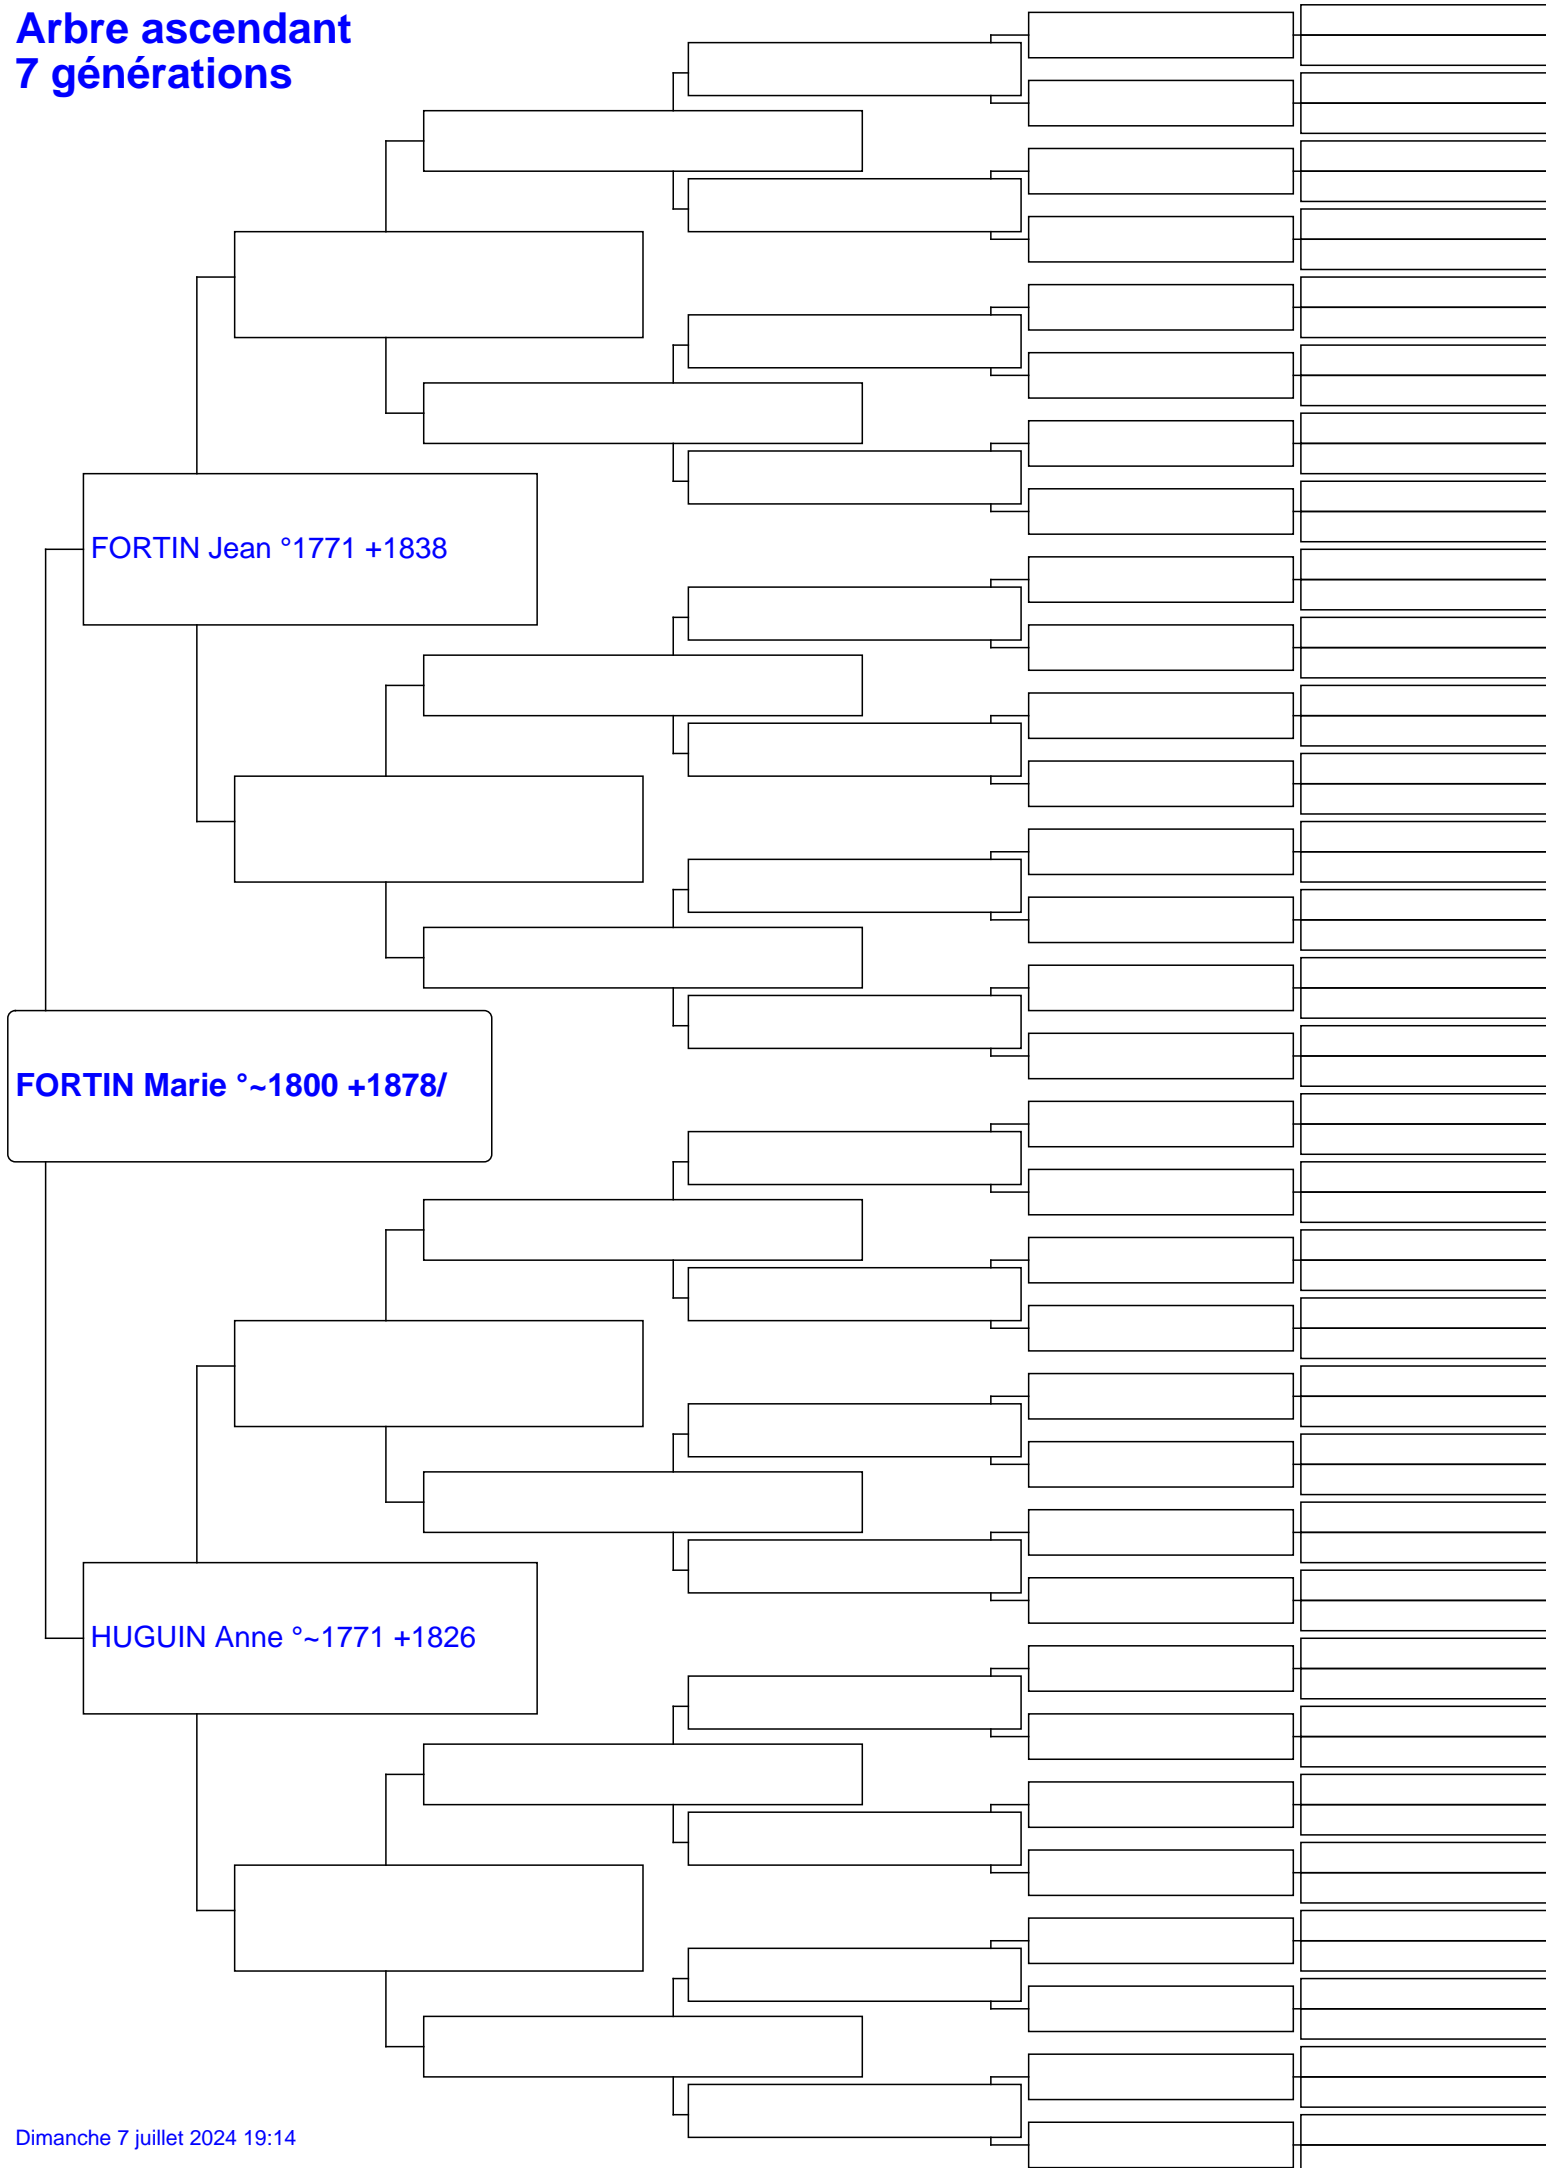 Arbre ascendant
7 générations
FORTIN Jean °1771 +1838
FORTIN Marie °~1800 +1878/
HUGUIN Anne °~1771 +1826
Dimanche 7 juillet 2024 19:14